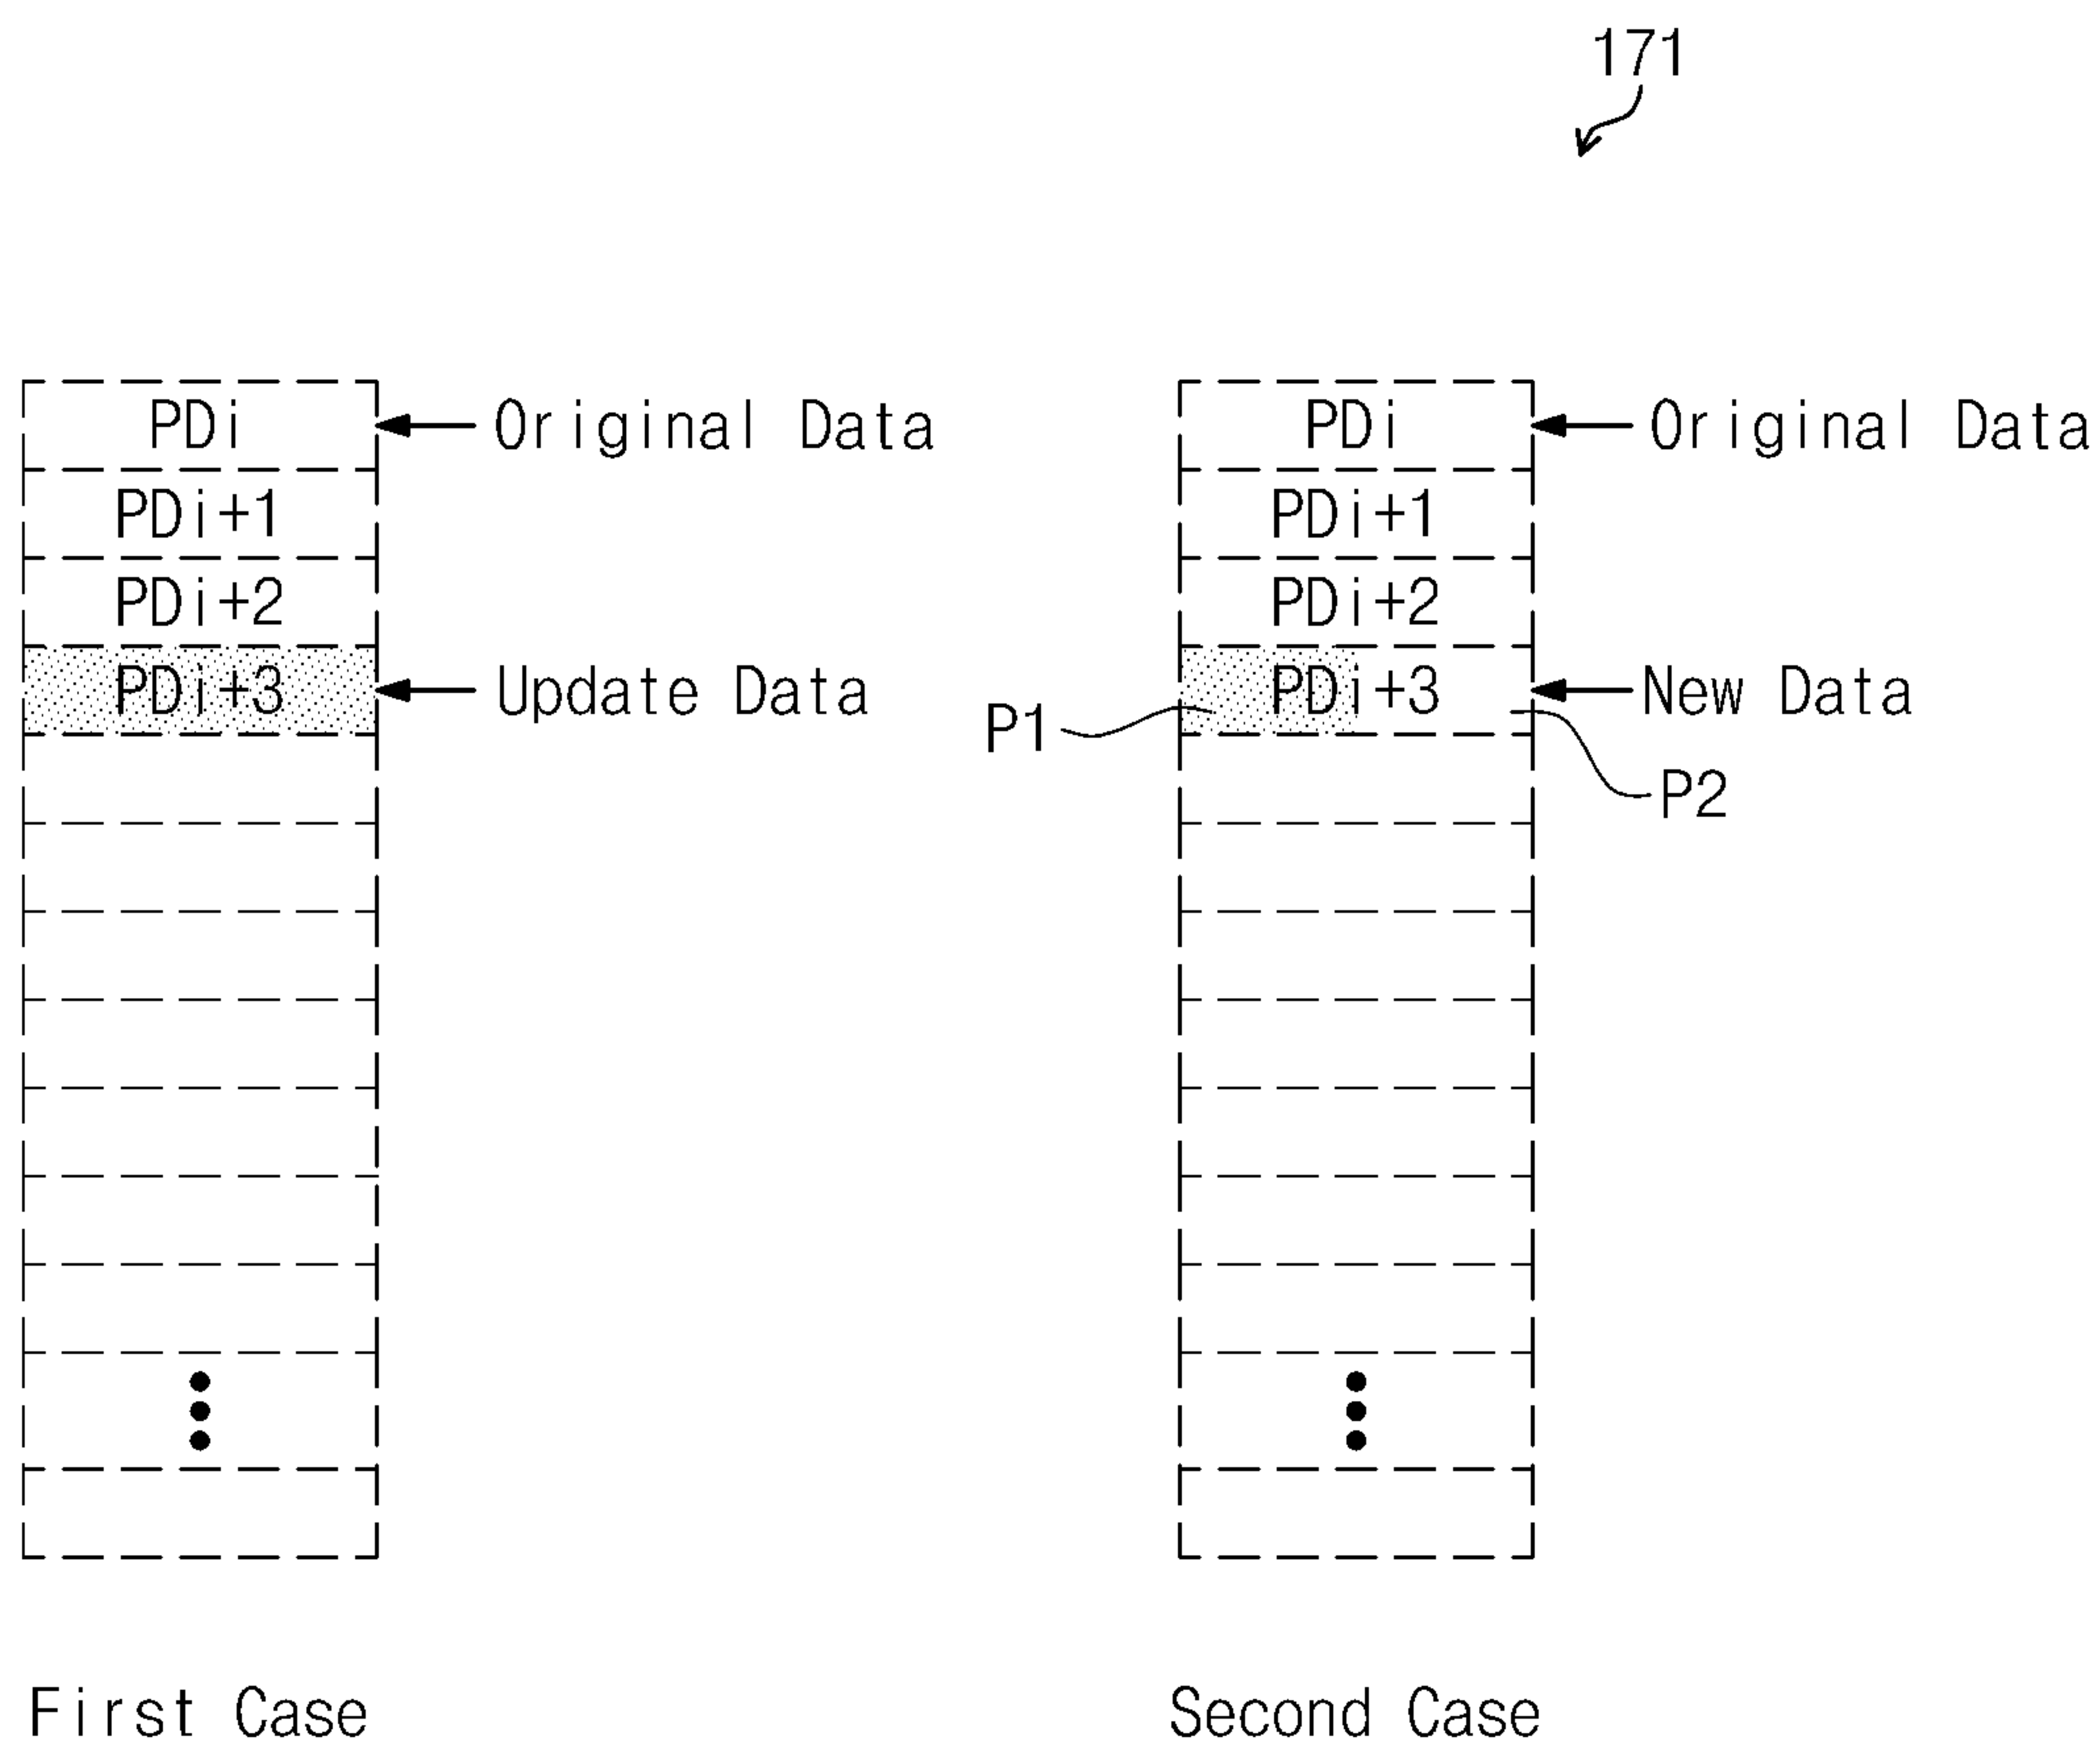 171
PDi Original Data
PDi+1
PDi+2
PDi+3 Update Data
First Case
PDi Original Data
PDi+1
PDi+2
PDi+3 New Data
P1
P2
Second Case